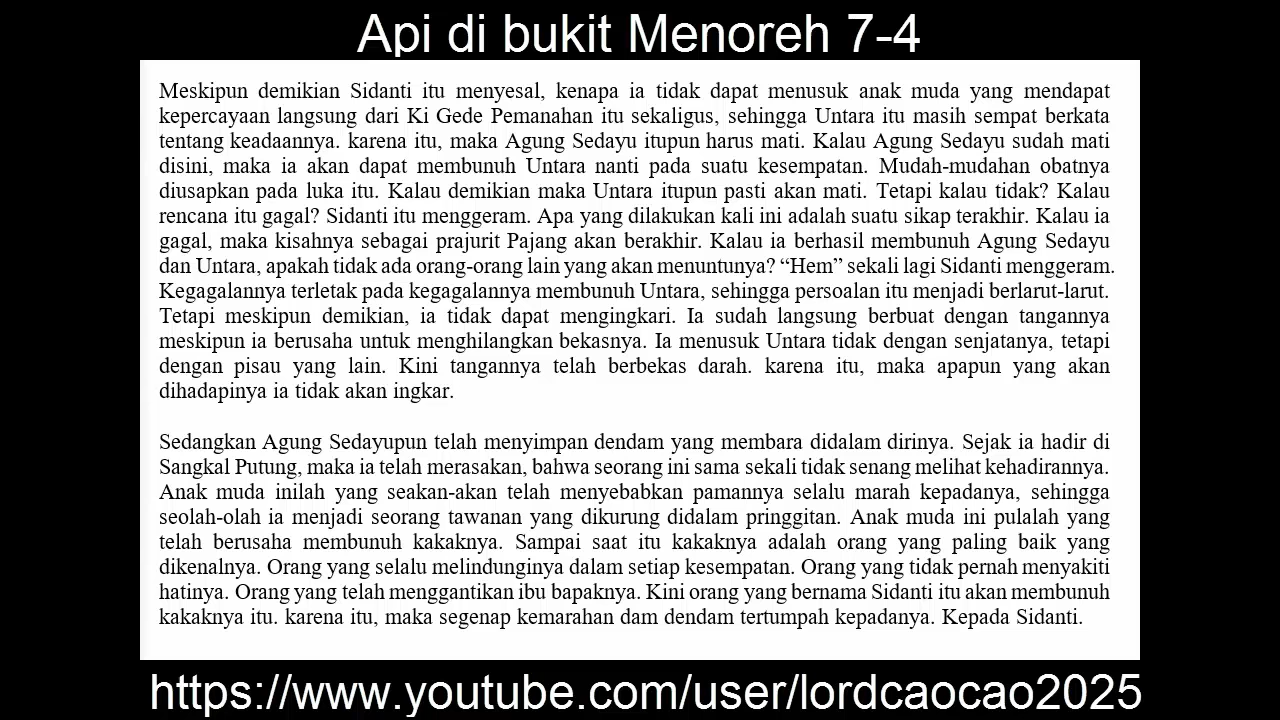 Api di bukit Menoreh 7-4
Meskipun demikian Sidanti itu menyesal, kenapa ia tidak dapat menusuk anak muda yang mendapat
kepercayaan langsung dari Ki Gede Pemanahan itu sekaligus, sehingga Untara itu masih sempat berkata
tentang keadaannya. karena itu, maka Agung Sedayu itupun harus mati. Kalau Agung Sedayu sudah mati
disini, maka ia akan dapat membunuh Untara nanti pada suatu kesempatan. Mudah-mudahan obatnya
diusapkan pada luka itu. Kalau demikian maka Untara itupun pasti akan mati. Tetapi kalau tidak? Kalau
rencana itu gagal? Sidanti itu menggeram. Apa yang dilakukan kali ini adalah suatu sikap terakhir. Kalau ia
gagal, maka kisahnya sebagai prajurit Pajang akan berakhir. Kalau ia berhasil membunuh Agung Sedayu
dan Untara, apakah tidak ada orang-orang lain yang akan menuntunya? “Hem” sekali lagi Sidanti menggeram.
Kegagalannya terletak pada kegagalannya membunuh Untara, sehingga persoalan itu menjadi berlarut-larut.
Tetapi meskipun demikian, ia tidak dapat mengingkari. Ia sudah langsung berbuat dengan tangannya
meskipun ia berusaha untuk menghilangkan bekasnya. Ia menusuk Untara tidak dengan senjatanya, tetapi
dengan pisau yang lain. Kini tangannya telah berbekas darah. karena itu, maka apapun yang akan
dihadapinya ia tidak akan ingkar.
Sedangkan Agung Sedayupun telah menyimpan dendam yang membara didalam dirinya. Sejak ia hadir di
Sangkal Putung, maka ia telah merasakan, bahwa seorang ini sama sekali tidak senang melihat kehadirannya.
Anak muda inilah yang seakan-akan telah menyebabkan pamannya selalu marah kepadanya, sehingga
seolah-olah ia menjadi seorang tawanan yang dikurung didalam pringgitan. Anak muda ini pulalah yang
telah berusaha membunuh kakaknya. Sampai saat itu kakaknya adalah orang yang paling baik yang
dikenalnya. Orang yang selalu melindunginya dalam setiap kesempatan. Orang yang tidak pernah menyakiti
hatinya. Orang yang telah menggantikan ibu bapaknya. Kini orang yang bernama Sidanti itu akan membunuh
kakaknya itu. karena itu, maka segenap kemarahan dam dendam tertumpah kepadanya. Kepada Sidanti.
https://www.youtube.com/user/lordcaocao2025